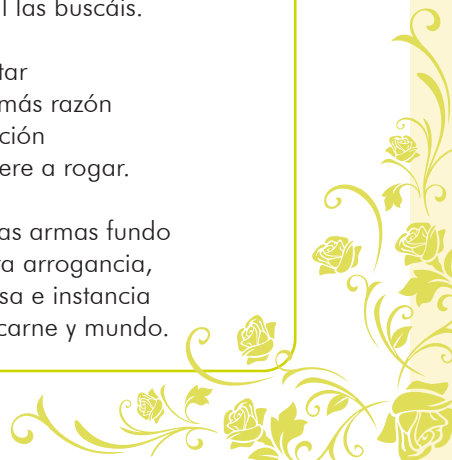 las buscáis.
tar
más razón
ción
ere a rogar.
as armas fundo
a arrogancia,
sa e instancia
carne y mundo.